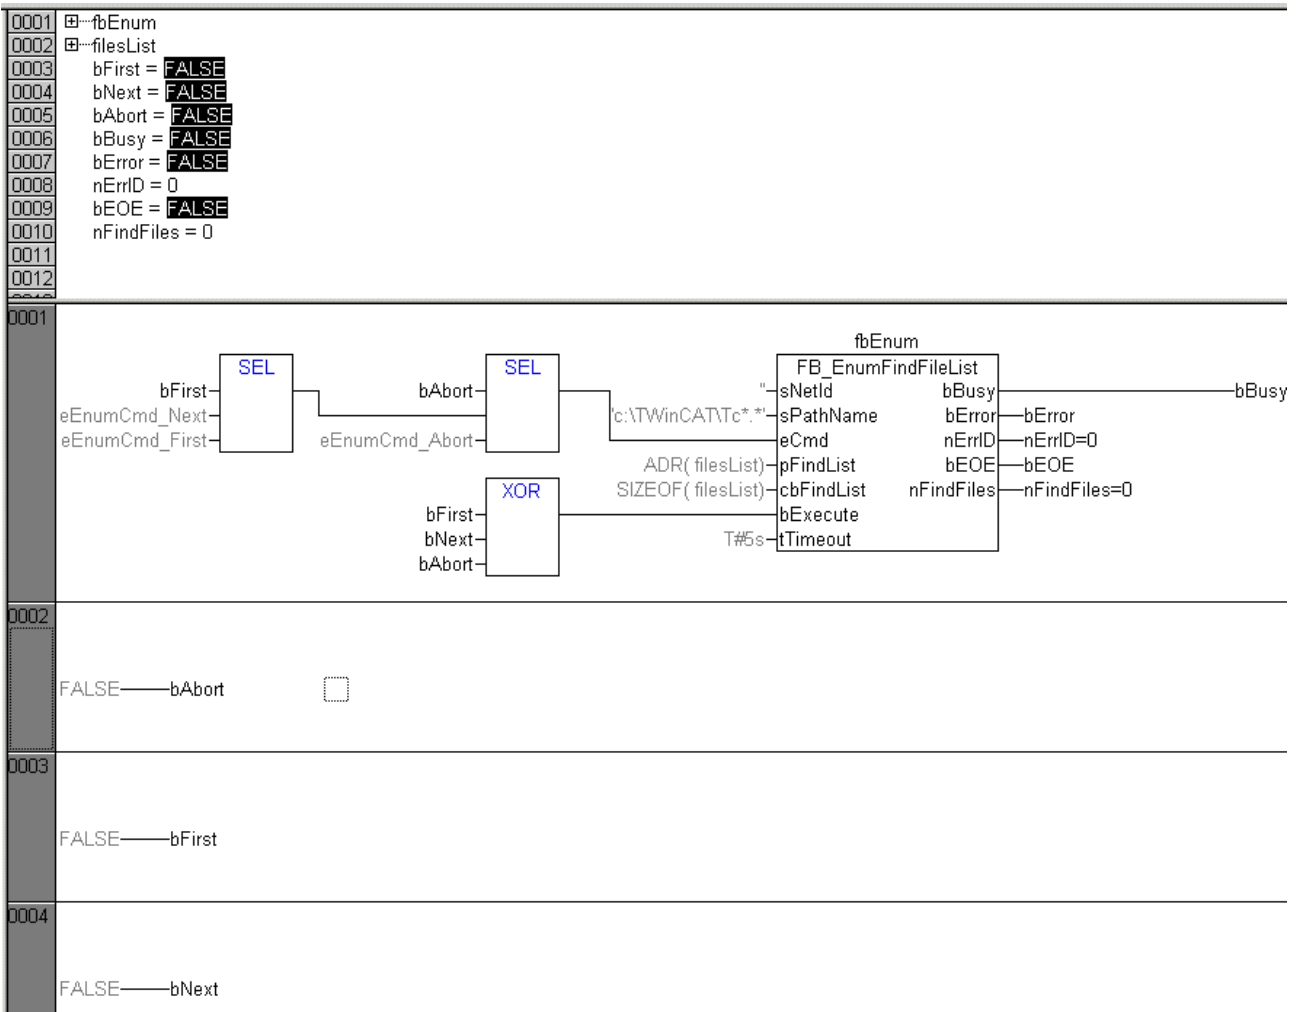 0001 fbEnum
0002 filesList
0003 bFirst = FALSE
0004 bNext = FALSE
0005 bAbort = FALSE
0006 bBusy = FALSE
0007 bError = FALSE
0008 nErrID = 0
0009 bEOE = FALSE
0010 nFindFiles = 0
0011
0012
0001
fbEnum
SEL SEL FB_EnumFindFileList
bFirst bAbort '' sNetId bBusy bBusy
eEnumCmd_Next 'c:\TWinCAT\Tc*.*' sPathName bError bError
eEnumCmd_First eEnumCmd_Abort eCmd nErrID nErrID=0
ADR( filesList) pFindList bEOE bEOE
XOR SIZEOF( filesList) cbFindList nFindFiles nFindFiles=0
bFirst bExecute
bNext T#5s tTimeout
bAbort
0002
FALSE bAbort
0003
FALSE bFirst
0004
FALSE bNext